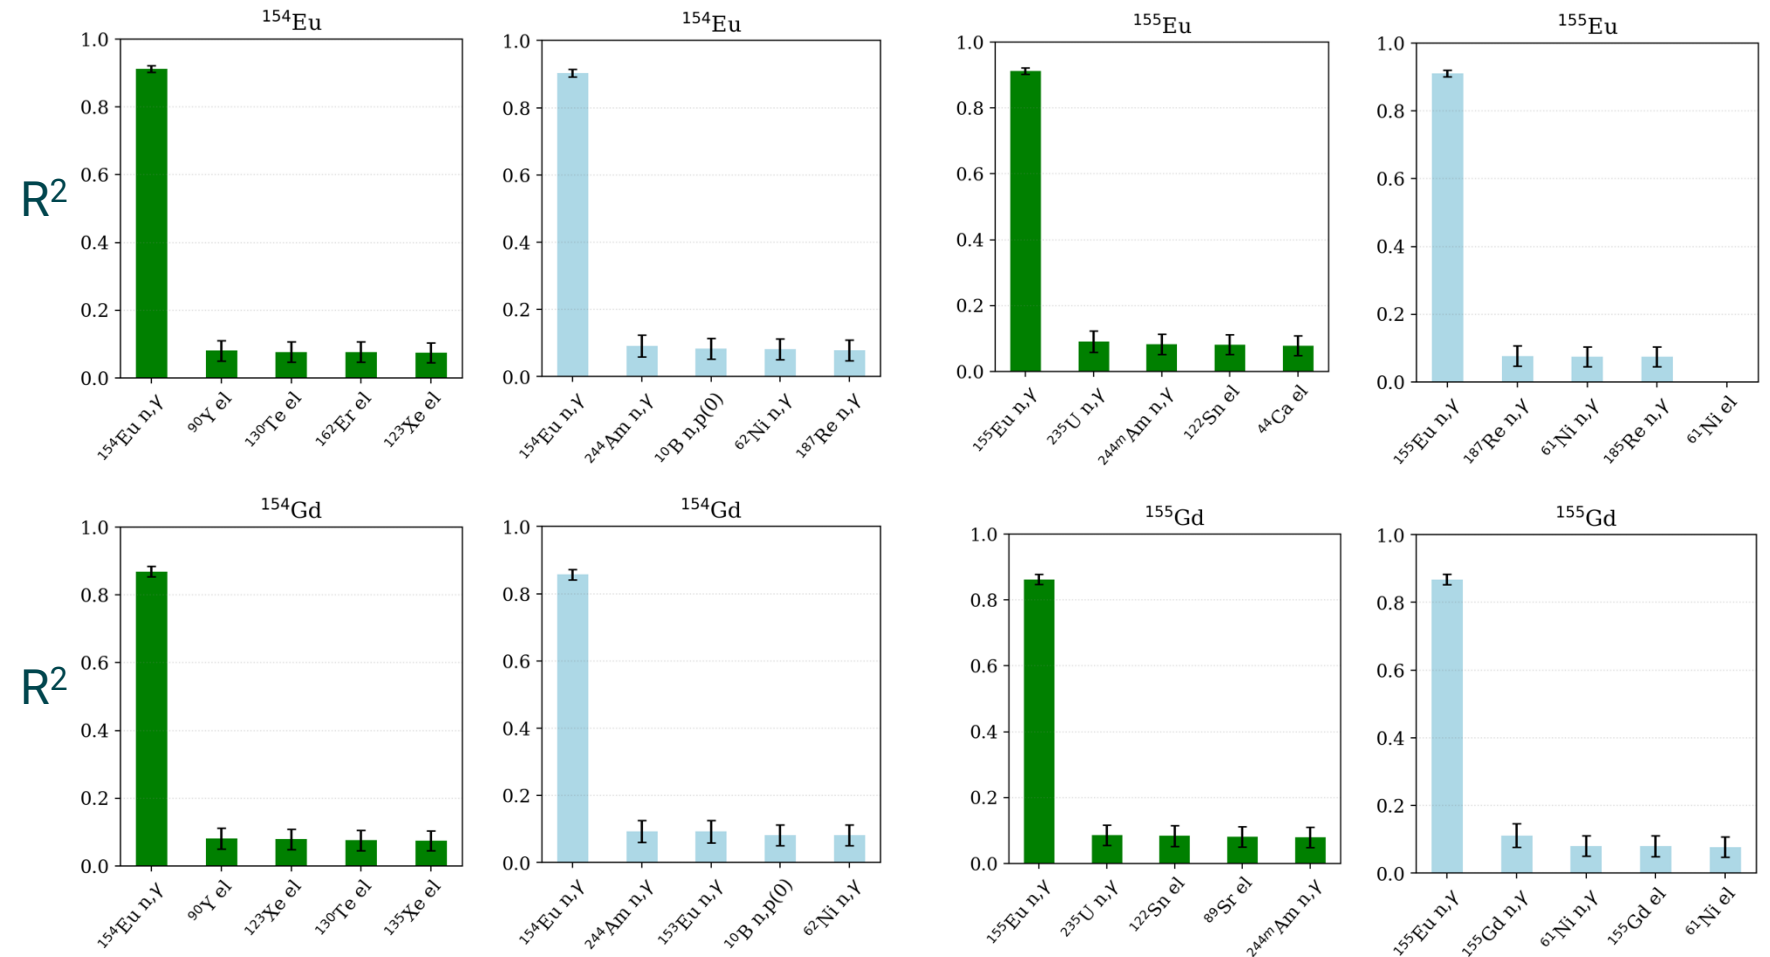 ¹⁵⁴Eu
¹⁵⁴Eu
¹⁵⁵Eu
¹⁵⁵Eu
R²
1.0
0.8
0.6
0.4
0.2
0.0
¹⁵⁴Eu n,γ
⁹⁰Y el
¹³⁰Te el
¹⁶²Er el
¹²³Xe el
1.0
0.8
0.6
0.4
0.2
0.0
¹⁵⁴Eu n,γ
²⁴⁴Am n,γ
¹⁰B n,p(0)
⁶²Ni n,γ
¹⁸⁷Re n,γ
1.0
0.8
0.6
0.4
0.2
0.0
¹⁵⁵Eu n,γ
²³⁵U n,γ
²⁴⁴ᵐAm n,γ
¹²²Sn el
⁴⁴Ca el
1.0
0.8
0.6
0.4
0.2
0.0
¹⁵⁵Eu n,γ
¹⁸⁷Re n,γ
⁶¹Ni n,γ
¹⁸⁵Re n,γ
⁶¹Ni el
¹⁵⁴Gd
¹⁵⁴Gd
¹⁵⁵Gd
¹⁵⁵Gd
R²
1.0
0.8
0.6
0.4
0.2
0.0
¹⁵⁴Eu n,γ
⁹⁰Y el
¹²³Xe el
¹³⁰Te el
¹³⁵Xe el
1.0
0.8
0.6
0.4
0.2
0.0
¹⁵⁴Eu n,γ
²⁴⁴Am n,γ
¹⁵³Eu n,γ
¹⁰B n,p(0)
⁶²Ni n,γ
1.0
0.8
0.6
0.4
0.2
0.0
¹⁵⁵Eu n,γ
²³⁵U n,γ
¹²²Sn el
⁸⁹Sr el
²⁴⁴ᵐAm n,γ
1.0
0.8
0.6
0.4
0.2
0.0
¹⁵⁵Eu n,γ
¹⁵⁵Gd n,γ
⁶¹Ni n,γ
¹⁵⁵Gd el
⁶¹Ni el